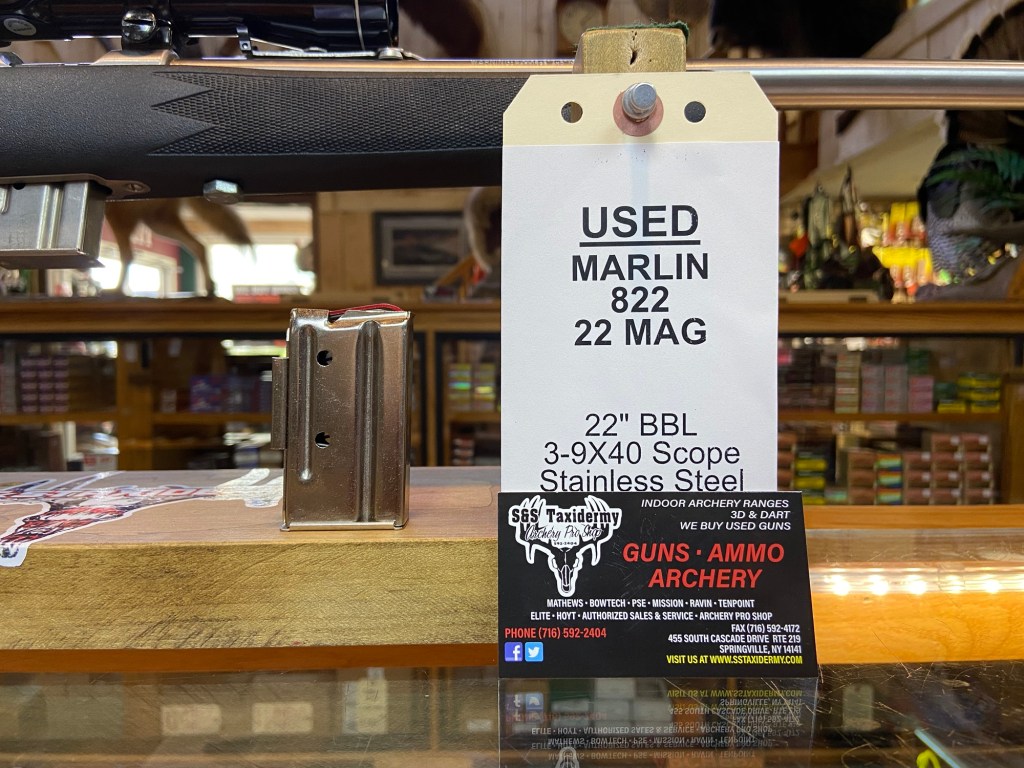 USED
MARLIN
822
22 MAG
22" BBL
3-9X40 Scope
Stainless Steel
S&S Taxidermy
Archery Pro Shop
592-2404
INDOOR ARCHERY RANGES
3D & DART
WE BUY USED GUNS
GUNS · AMMO
ARCHERY
MATHEWS • BOWTECH • PSE • MISSION • RAVIN • TENPOINT
ELITE • HOYT • AUTHORIZED SALES & SERVICE • ARCHERY PRO SHOP
PHONE (716) 592-2404
FAX (716) 592-4172
455 SOUTH CASCADE DRIVE RTE 219
SPRINGVILLE, NY 14141
VISIT US AT WWW.SSTAXIDERMY.COM